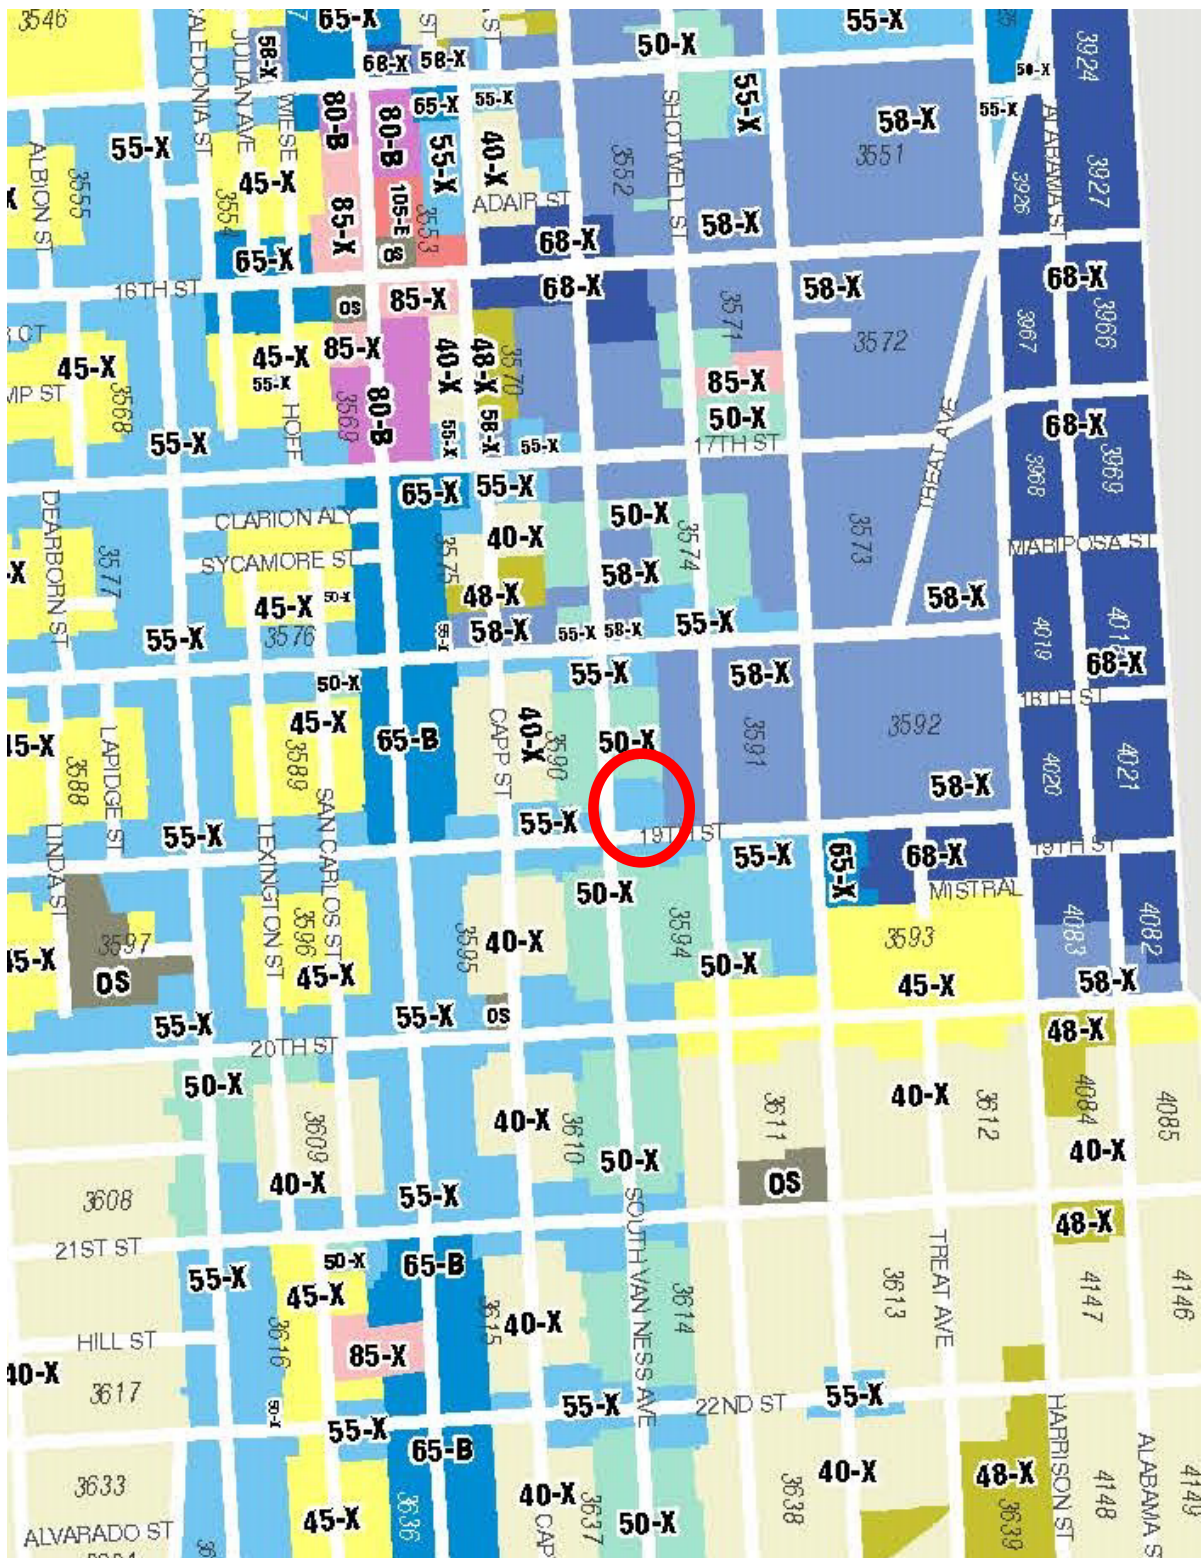 3546
65-X
ST
ST
50-X
55-X
CALEDONIA ST
JULIAN AVE
58-X
68-X
58-X
58-X
3924
WIESE
80-B
80-B
65-X
55-X
55-X
55-X
ALBION ST
3555
55-X
45-X
55-X
40-X
SHOTWELL ST
58-X
3551
ALABAMA ST
3927
3926
3554
85-X
105-E
3553
ADAIR ST
3552
58-X
65-X
OS
68-X
16TH ST
OS
85-X
68-X
58-X
68-X
CT
45-X
3568
45-X
55-X
85-X
40-X
48-X
3570
3571
3572
3967
3966
MP ST
HOFF
3569
80-B
85-X
50-X
TREAT AVE
55-X
55-X
58-X
55-X
17TH ST
68-X
65-X
55-X
3968
3969
DEARBORN ST
CLARION ALY
50-X
3577
SYCAMORE ST
3575
40-X
3574
3573
MARIPOSA ST
-X
45-X
50-X
48-X
58-X
58-X
55-X
3576
55-X
58-X
55-X
58-X
55-X
4019
68-X
50-X
55-X
58-X
18TH ST
45-X
LAPIDGE ST
45-X
CAPP ST
40-X
3590
50-X
3591
3592
65-B
3588
3589
SAN CARLOS ST
4020
4021
58-X
LINDA ST
55-X
LEXINGTON ST
55-X
19TH ST
55-X
65-X
68-X
19TH ST
50-X
MISTRAL
3597
3596
3595
40-X
3594
3593
4083
4082
45-X
OS
45-X
50-X
45-X
58-X
55-X
55-X
OS
48-X
20TH ST
50-X
3609
40-X
3610
3611
40-X
3612
4084
4085
40-X
3608
40-X
55-X
50-X
OS
21ST ST
55-X
50-X
65-B
SOUTH VAN NESS AVE
TREAT AVE
48-X
45-X
3616
3615
40-X
3614
3613
4147
4146
HILL ST
85-X
40-X
3617
50-X
55-X
55-X
22ND ST
55-X
HARRISON ST
ALABAMA S
65-B
3633
40-X
3638
40-X
48-X
4148
4149
ALVARADO ST
45-X
3636
CAP
3637
50-X
3639